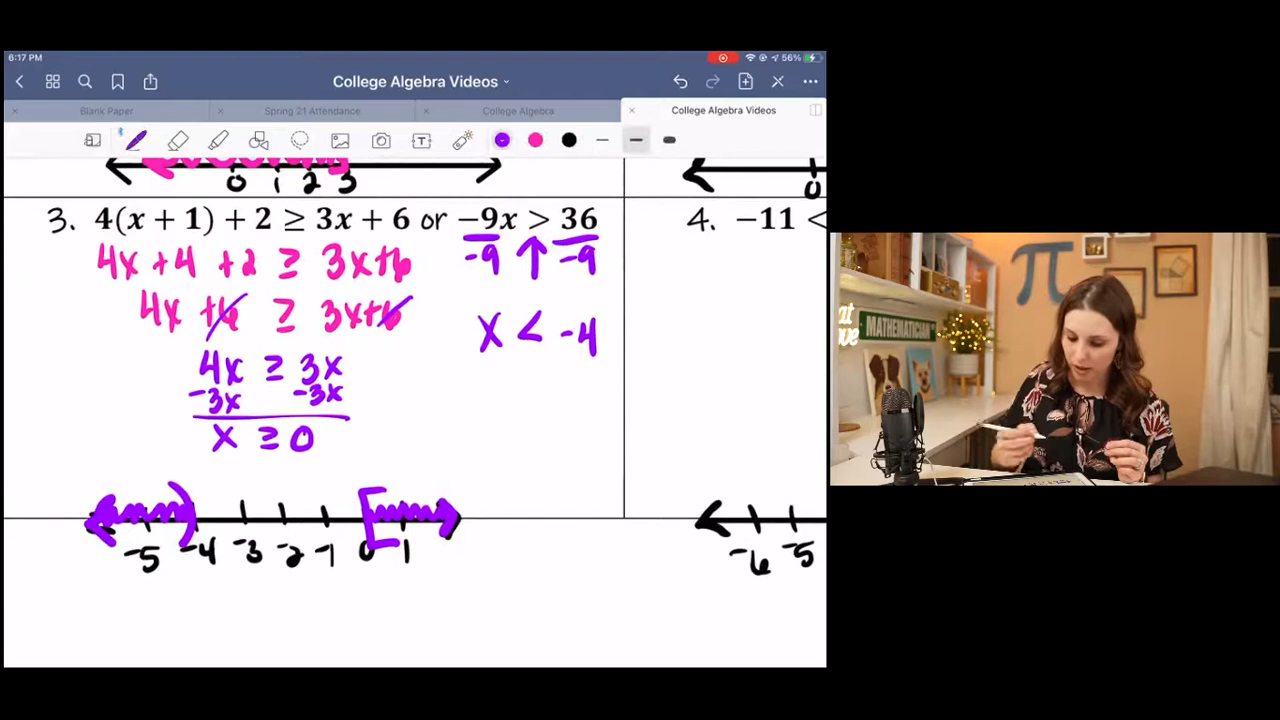 6:17 PM
56%
College Algebra Videos
Blank Paper
Spring 21 Attendance
College Algebra
College Algebra Videos
T
0 1 2 3
0
3. 4(x + 1) + 2 ≥ 3x + 6 or −9x > 36
-9 ↑ -9
4x + 4 + 2 ≥ 3x + 6
4x + 6 ≥ 3x + 6
x < -4
4x ≥ 3x
-3x -3x
x ≥ 0
-5 -4 -3 -2 -1 0 1
4. −11 <
-6 -5
π
MATHEMATICIAN